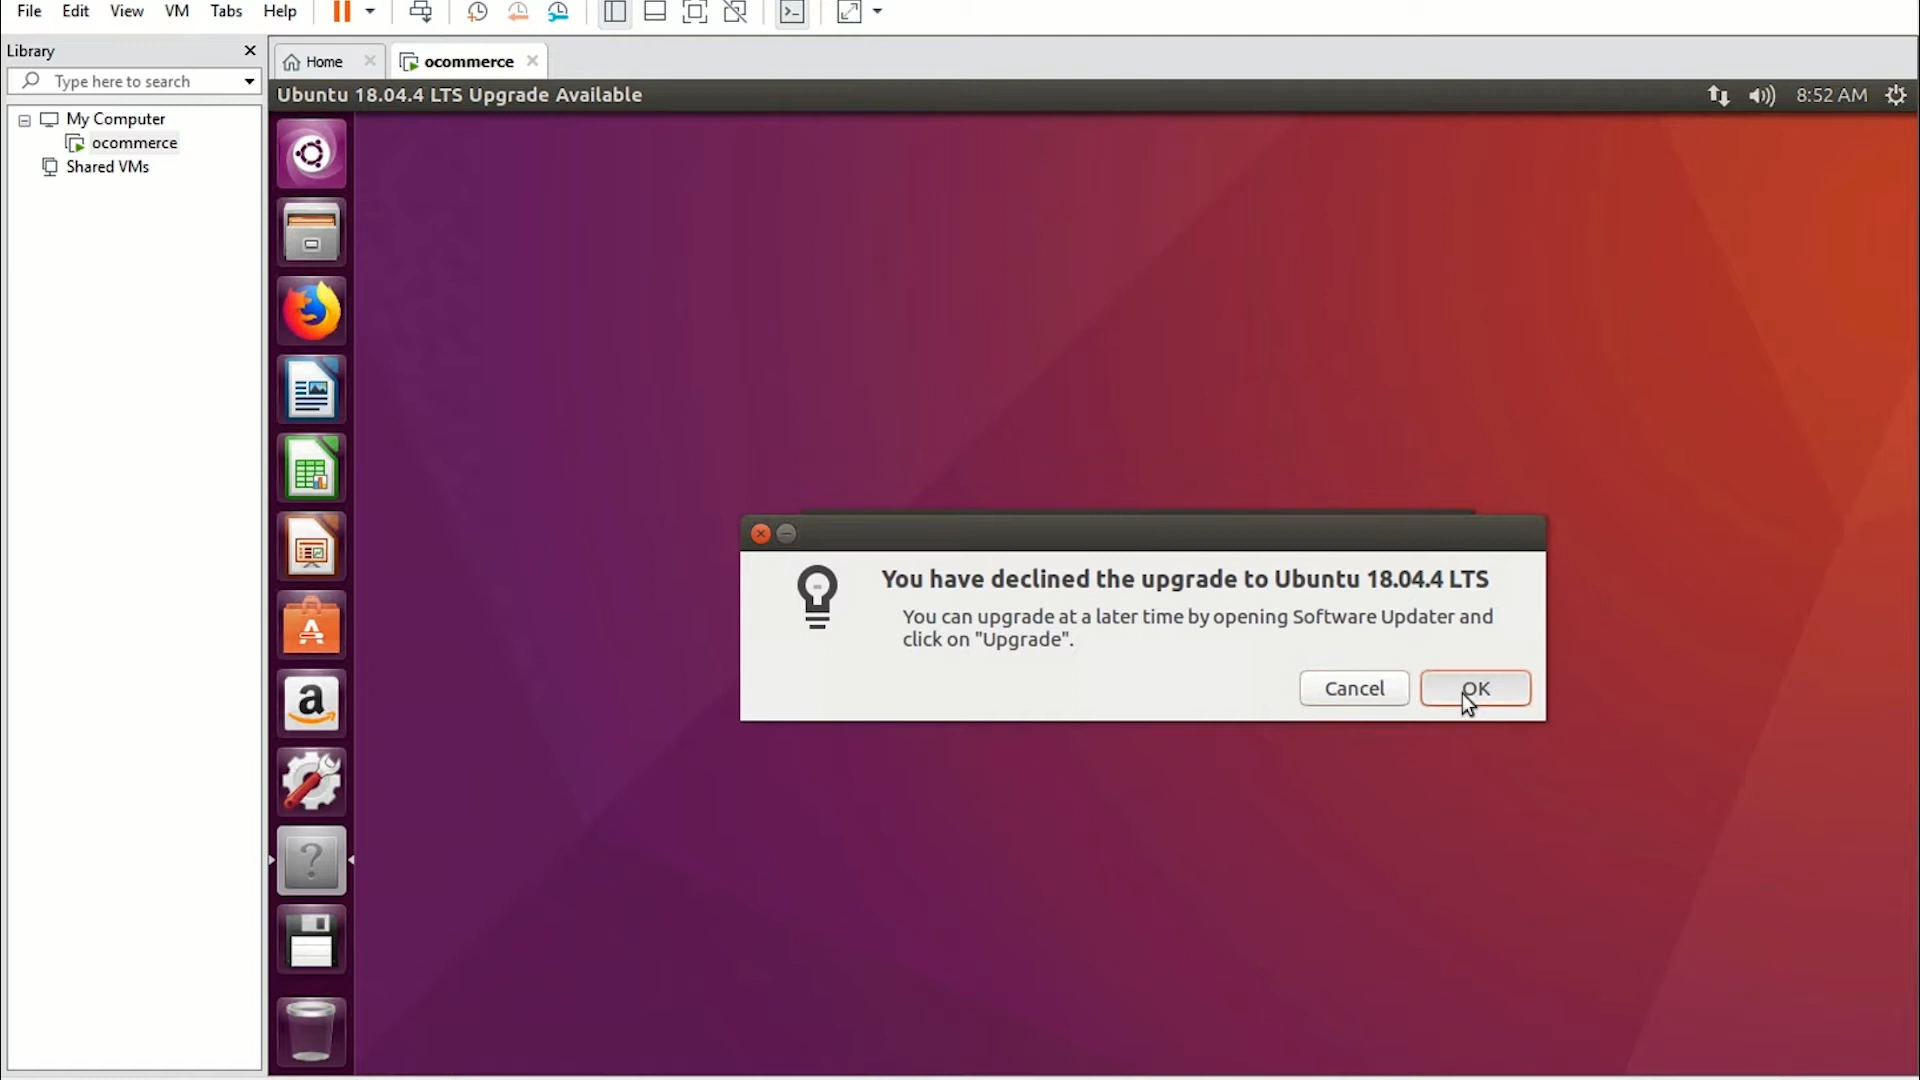 File Edit View VM Tabs Help
Library
Home
ocommerce
Type here to search
Ubuntu 18.04.4 LTS Upgrade Available
8:52 AM
My Computer
ocommerce
Shared VMs
You have declined the upgrade to Ubuntu 18.04.4 LTS
You can upgrade at a later time by opening Software Updater and
click on "Upgrade".
Cancel
OK